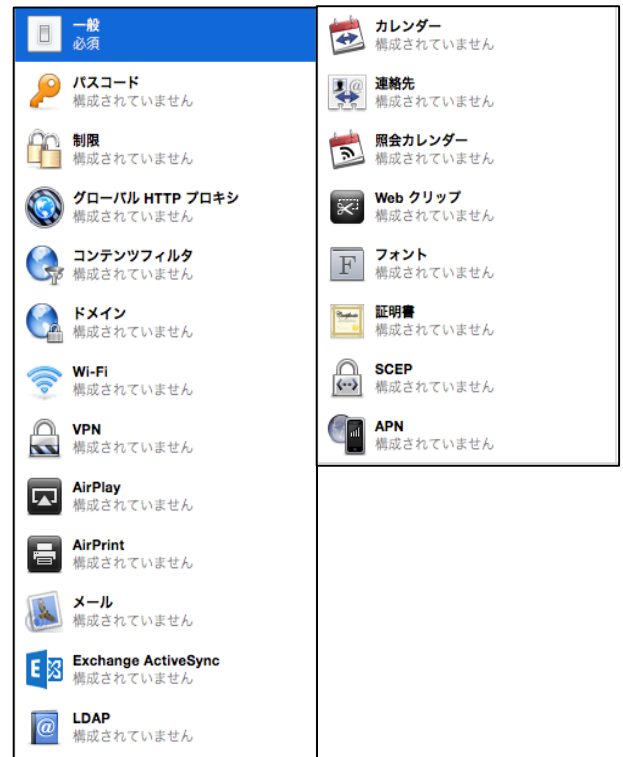 一般
必須
パスコード
構成されていません
制限
構成されていません
グローバル HTTP プロキシ
構成されていません
コンテンツフィルタ
構成されていません
ドメイン
構成されていません
Wi-Fi
構成されていません
VPN
構成されていません
AirPlay
構成されていません
AirPrint
構成されていません
メール
構成されていません
Exchange ActiveSync
構成されていません
LDAP
構成されていません
カレンダー
構成されていません
連絡先
構成されていません
照会カレンダー
構成されていません
Web クリップ
構成されていません
フォント
構成されていません
証明書
構成されていません
SCEP
構成されていません
APN
構成されていません